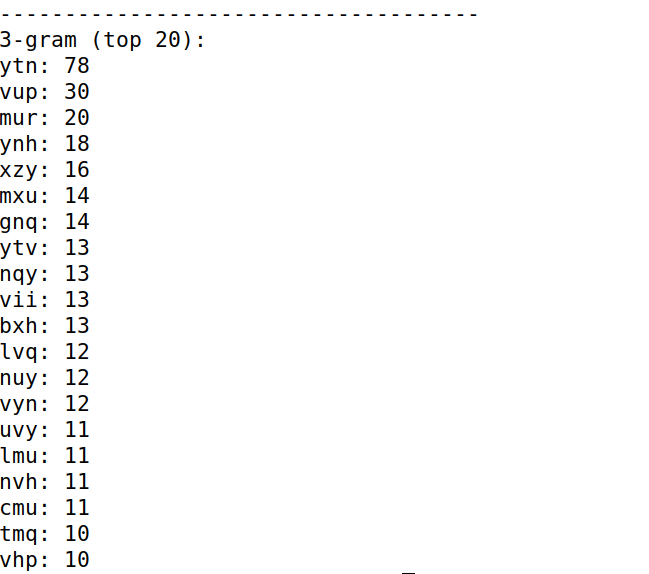 -------------------------------------
3-gram (top 20):
ytn: 78
vup: 30
mur: 20
ynh: 18
xzy: 16
mxu: 14
gnq: 14
ytv: 13
nqy: 13
vii: 13
bxh: 13
lvq: 12
nuy: 12
vyn: 12
uvy: 11
lmu: 11
nvh: 11
cmu: 11
tmq: 10
vhp: 10